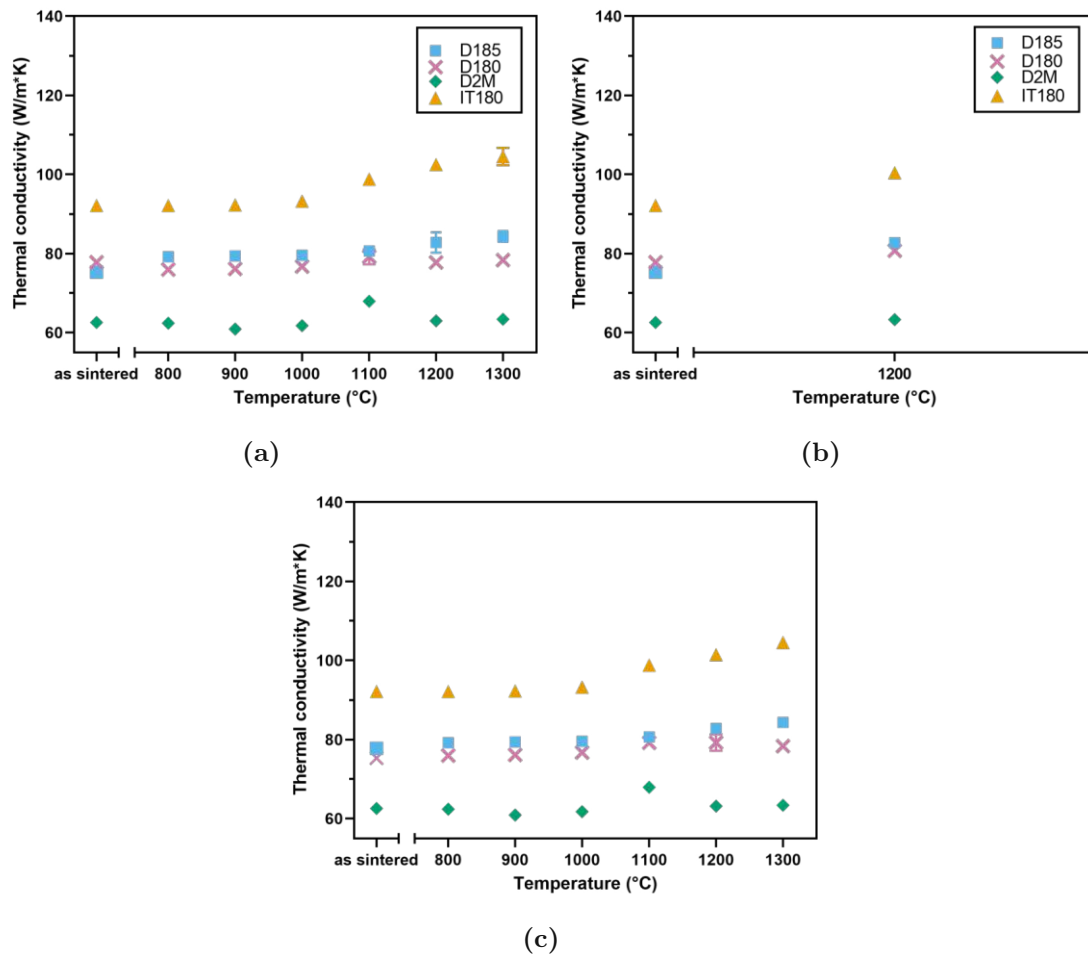 140
120
100
80
60
Thermal conductivity (W/m*K)
D185
D180
D2M
IT180
as sintered 800 900 1000 1100 1200 1300
Temperature (°C)
(a)
140
120
100
80
60
Thermal conductivity (W/m*K)
D185
D180
D2M
IT180
as sintered 1200
Temperature (°C)
(b)
140
120
100
80
60
Thermal conductivity (W/m*K)
as sintered 800 900 1000 1100 1200 1300
Temperature (°C)
(c)